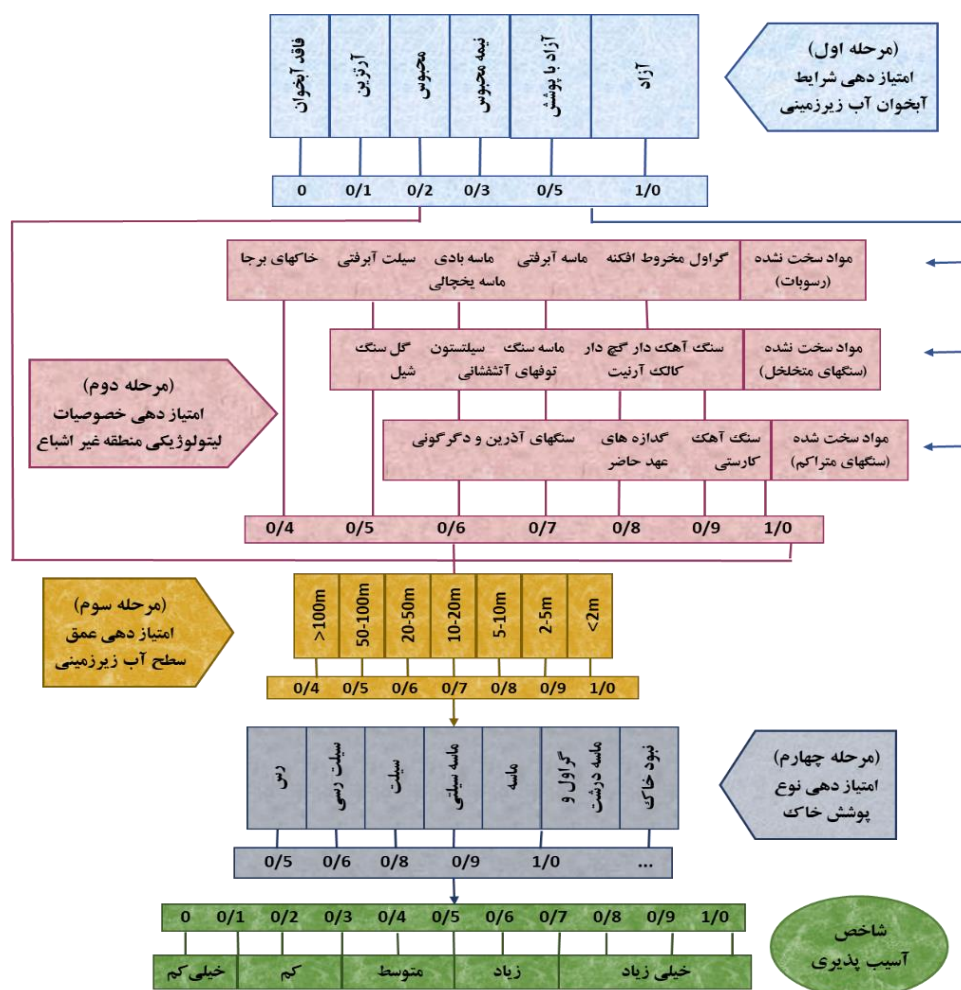 (مرحله اول)
امتیاز دهی شرایط
آبخوان آب زیرزمینی
آزاد
آزاد با پوشش
نیمه محبوس
محبوس
آرتزین
فاقد آبخوان
0 0/1 0/2 0/3 0/5 1/0
مواد سخت نشده
(رسوبات)
گراول مخروط افکنه
ماسه آبرفتی
ماسه بادی
ماسه یخچالی
سیلت آبرفتی
خاکهای برجا
مواد سخت نشده
(سنگهای متخلخل)
سنگ آهک دار گچ دار
کالک آرنیت
ماسه سنگ
توفهای آتشفشانی
سیلتستون
گل سنگ
شیل
مواد سخت شده
(سنگهای متراکم)
سنگ آهک
کارستی
گدازه های
عهد حاضر
سنگهای آذرین و دگرگونی
(مرحله دوم)
امتیاز دهی خصوصیات
لیتولوژیکی منطقه غیر اشباع
0/4 0/5 0/6 0/7 0/8 0/9 1/0
(مرحله سوم)
امتیاز دهی عمق
سطح آب زیرزمینی
>100m
50-100m
20-50m
10-20m
5-10m
2-5m
<2m
0/4 0/5 0/6 0/7 0/8 0/9 1/0
(مرحله چهارم)
امتیاز دهی نوع
پوشش خاک
نبود خاک
گراول و
ماسه درشت
ماسه
ماسه سیلتی
سیلت
سیلت رسی
رس
0/5 0/6 0/8 0/9 1/0 ...
شاخص
آسیب پذیری
0 0/1 0/2 0/3 0/4 0/5 0/6 0/7 0/8 0/9 1/0
خیلی کم
کم
متوسط
زیاد
خیلی زیاد